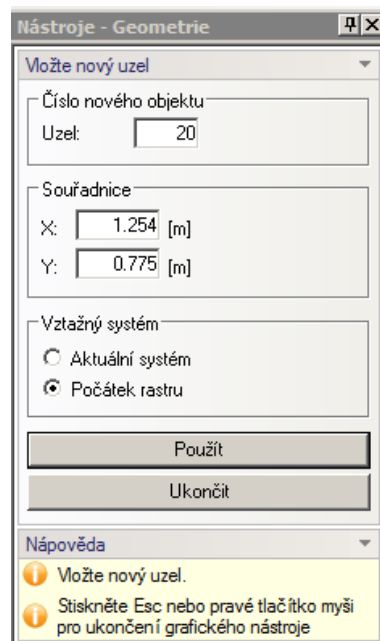 Nástroje - Geometrie
Vložte nový uzel
Číslo nového objektu
Uzel: 20
Souřadnice
X: 1.254 [m]
Y: 0.775 [m]
Vztažný systém
Aktuální systém
Počátek rastru
Použít
Ukončit
Nápověda
Vložte nový uzel.
Stiskněte Esc nebo pravé tlačítko myši
pro ukončení grafického nástroje